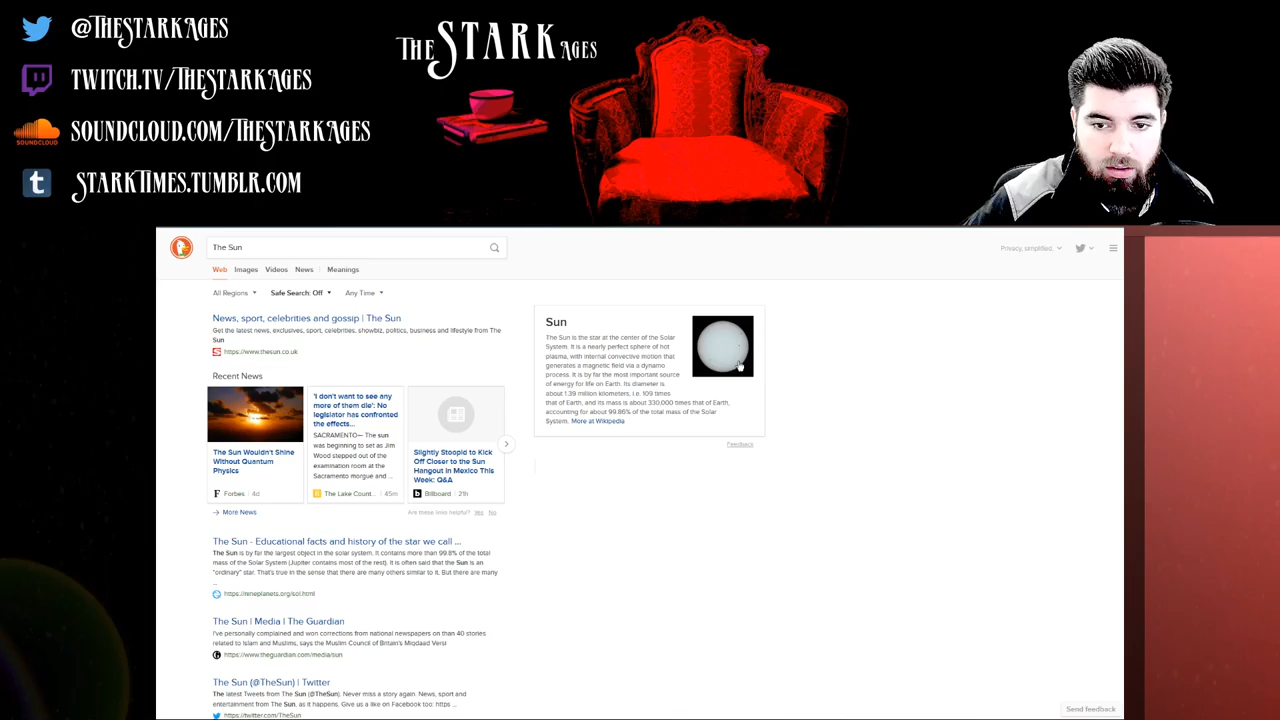 @TheStarkAges
twitch.tv/TheStarkAges
soundcloud.com/TheStarkAges
StarkTimes.tumblr.com
SOUNDCLOUD
The STARK Ages
The Sun
Privacy, simplified.
Web Images Videos News Meanings
All Regions Safe Search: Off Any Time
News, sport, celebrities and gossip | The Sun
Get the latest news, exclusives, sport, celebrities, showbiz, politics, business and lifestyle from The
Sun
https://www.thesun.co.uk
Recent News
The Sun Wouldn't Shine
Without Quantum
Physics
Forbes | 4d
'I don't want to see any
more of them die': No
legislator has confronted
the effects...
SACRAMENTO— The sun
was beginning to set as Jim
Wood stepped out of the
examination room at the
Sacramento morgue and ...
The Lake Count... | 45m
Slightly Stoopid to Kick
Off Closer to the Sun
Hangout in Mexico This
Week: Q&A
Billboard | 21h
More News
Are these links helpful? Yes No
The Sun - Educational facts and history of the star we call ...
The Sun is by far the largest object in the solar system. It contains more than 99.8% of the total
mass of the Solar System (Jupiter contains most of the rest). It is often said that the Sun is an
"ordinary" star. That's true in the sense that there are many others similar to it. But there are many
...
https://nineplanets.org/sol.html
The Sun | Media | The Guardian
I've personally complained and won corrections from national newspapers on than 40 stories
related to Islam and Muslims, says the Muslim Council of Britain's Miqdaad Versi
https://www.theguardian.com/media/sun
The Sun (@TheSun) | Twitter
The latest Tweets from The Sun (@TheSun). Never miss a story again. News, sport and
entertainment from The Sun, as it happens. Give us a like on Facebook too: https ...
https://twitter.com/TheSun
Sun
The Sun is the star at the center of the Solar
System. It is a nearly perfect sphere of hot
plasma, with internal convective motion that
generates a magnetic field via a dynamo
process. It is by far the most important source
of energy for life on Earth. Its diameter is
about 1.39 million kilometers, i.e. 109 times
that of Earth, and its mass is about 330,000 times that of Earth,
accounting for about 99.86% of the total mass of the Solar
System. More at Wikipedia
Feedback
Send feedback